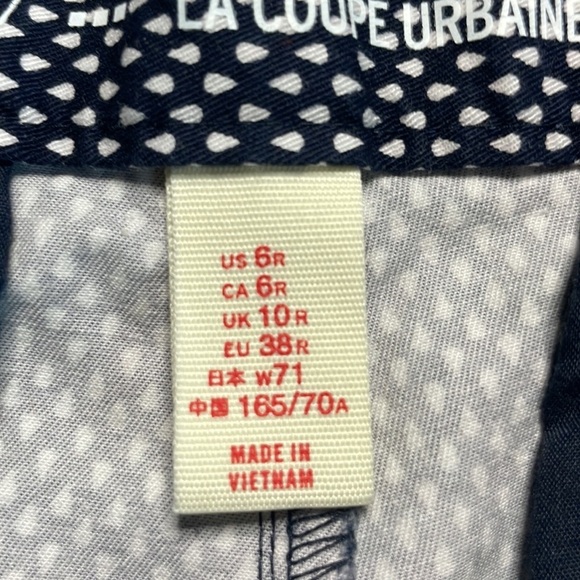 LA COUPE URBAINE
US 6R
CA 6R
UK 10R
EU 38R
日本 W71
中国 165/70A
MADE IN
VIETNAM